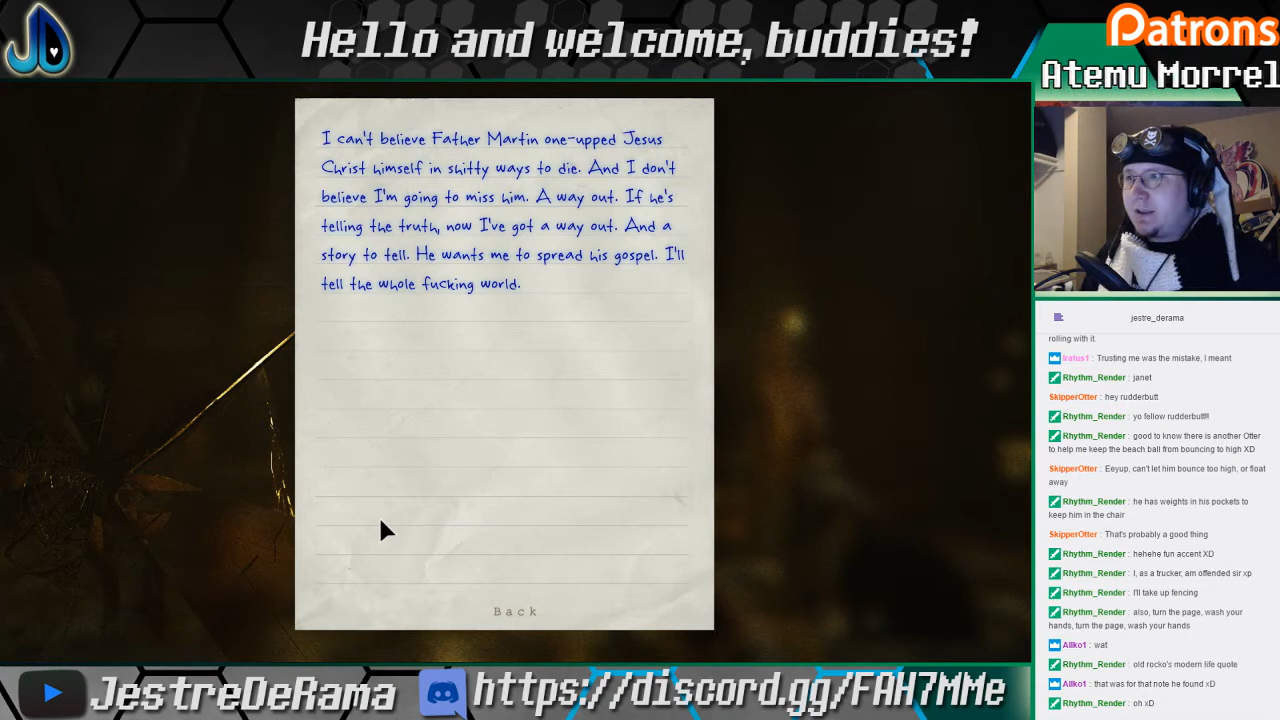 Hello and welcome, buddies!
Patrons
Atemu Morrel
JD
I can't believe Father Martin one-upped Jesus
Christ himself in shitty ways to die. And I don't
believe I'm going to miss him. A way out. If he's
telling the truth, now I've got a way out. And a
story to tell. He wants me to spread his gospel. I'll
tell the whole fucking world.
Back
jestre_derama
rolling with it.
Iratus1 : Trusting me was the mistake, I meant
Rhythm_Render : janet
SkipperOtter : hey rudderbutt
Rhythm_Render : yo fellow rudderbutt!!!
Rhythm_Render : good to know there is another Otter
to help me keep the beach ball from bouncing to high XD
SkipperOtter : Eeyup, can't let him bounce too high, or float
away
Rhythm_Render : he has weights in his pockets to
keep him in the chair
SkipperOtter : That's probably a good thing
Rhythm_Render : hehehe fun accent XD
Rhythm_Render : I, as a trucker, am offended sir xp
Rhythm_Render : I'll take up fencing
Rhythm_Render : also, turn the page, wash your
hands, turn the page, wash your hands
Allko1 : wat
Rhythm_Render : old rocko's modern life quote
Allko1 : that was for that note he found xD
Rhythm_Render : oh xD
JestreDeRama
https://discord.gg/FAH7MMe